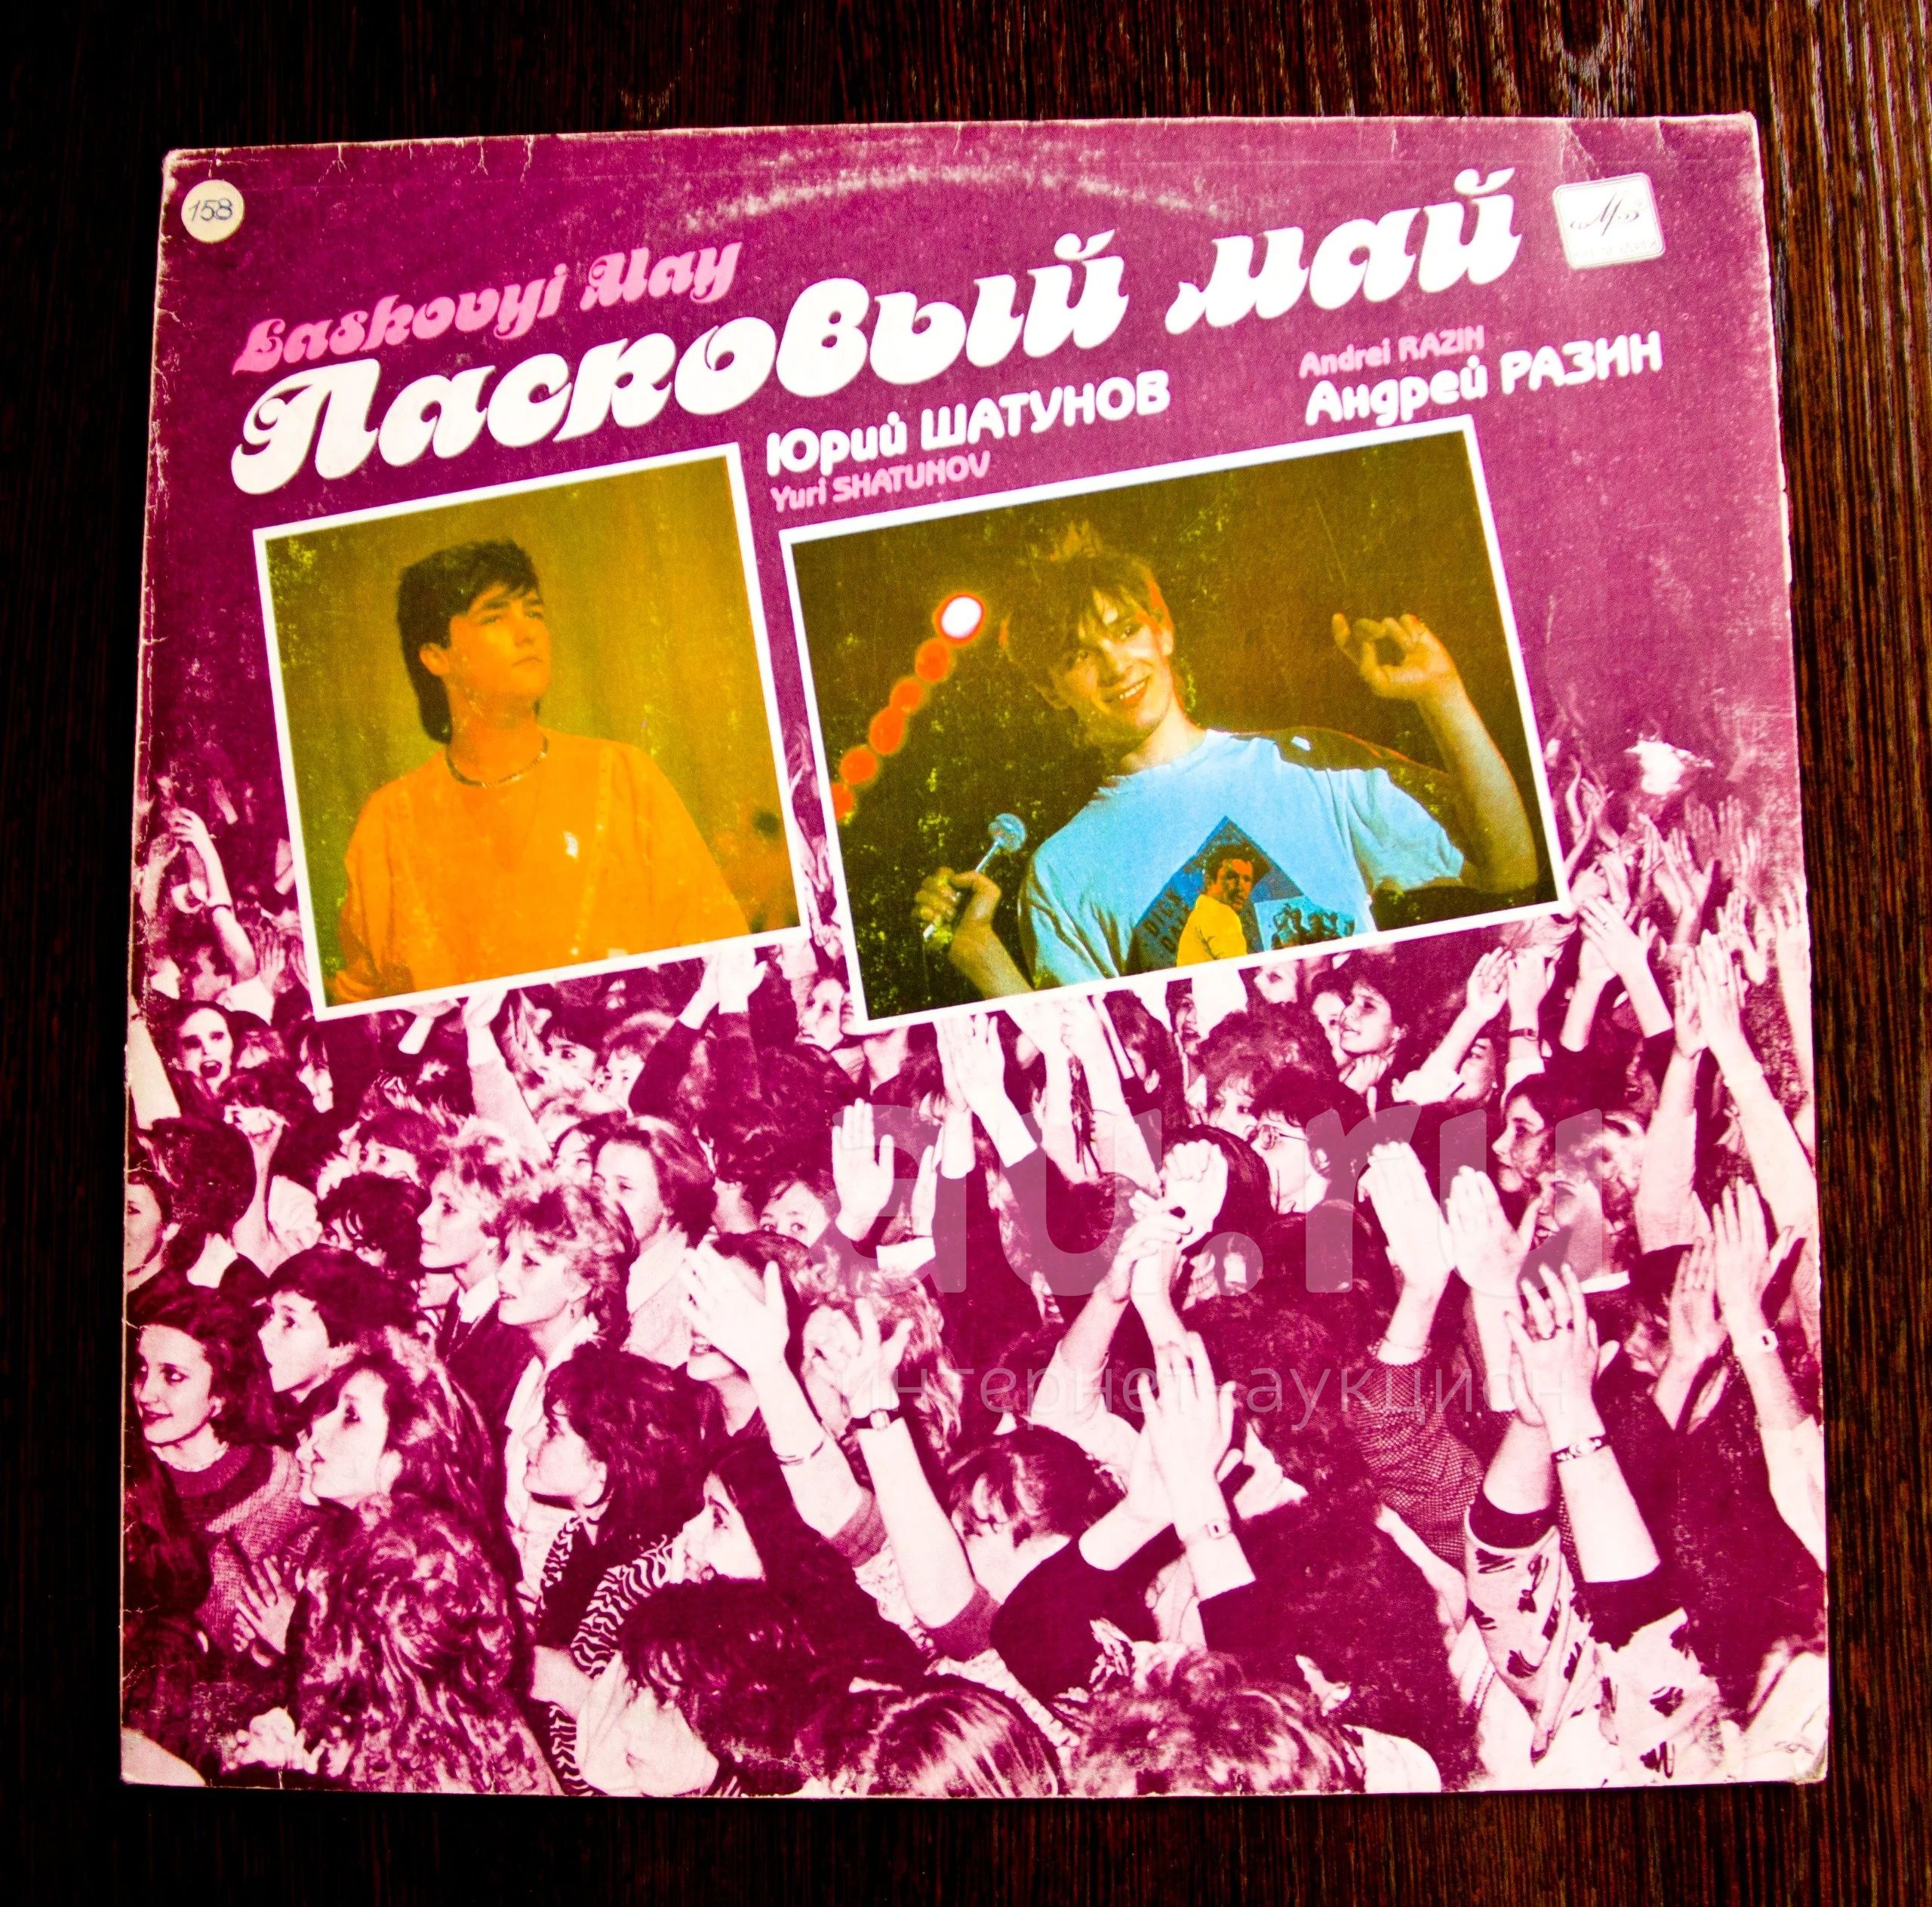 158
Laskovyi May
Ласковый май
Юрий ШАТУНОВ
Yuri SHATUNOV
Andrei RAZIN
Андрей РАЗИН
au.ru
интернет-аукцион